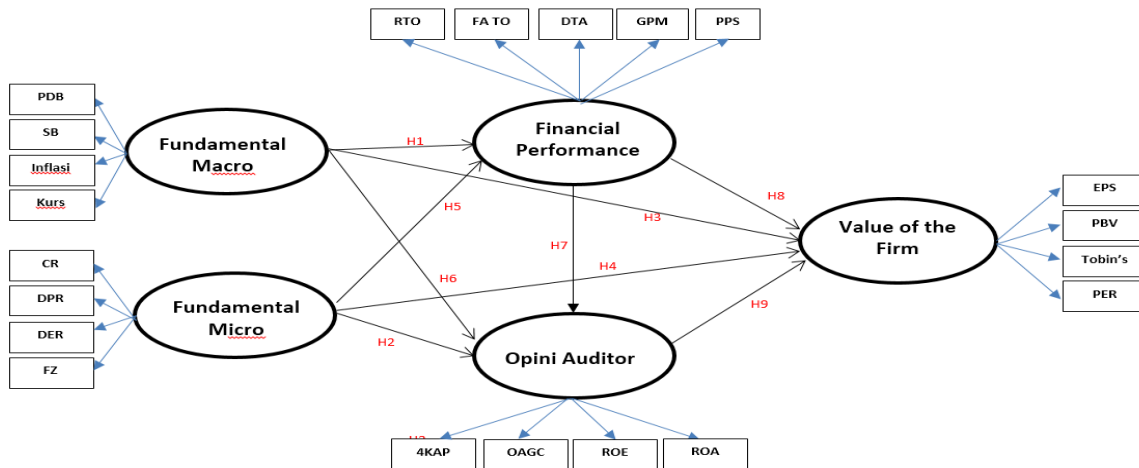 RTO
FA TO
DTA
GPM
PPS
PDB
SB
Inflasi
Kurs
Fundamental
Macro
Financial
Performance
H1
H5
H3
H8
H7
H4
H6
H2
H9
CR
DPR
DER
FZ
Fundamental
Micro
Opini Auditor
Value of the
Firm
EPS
PBV
Tobin's
PER
4KAP
OAGC
ROE
ROA